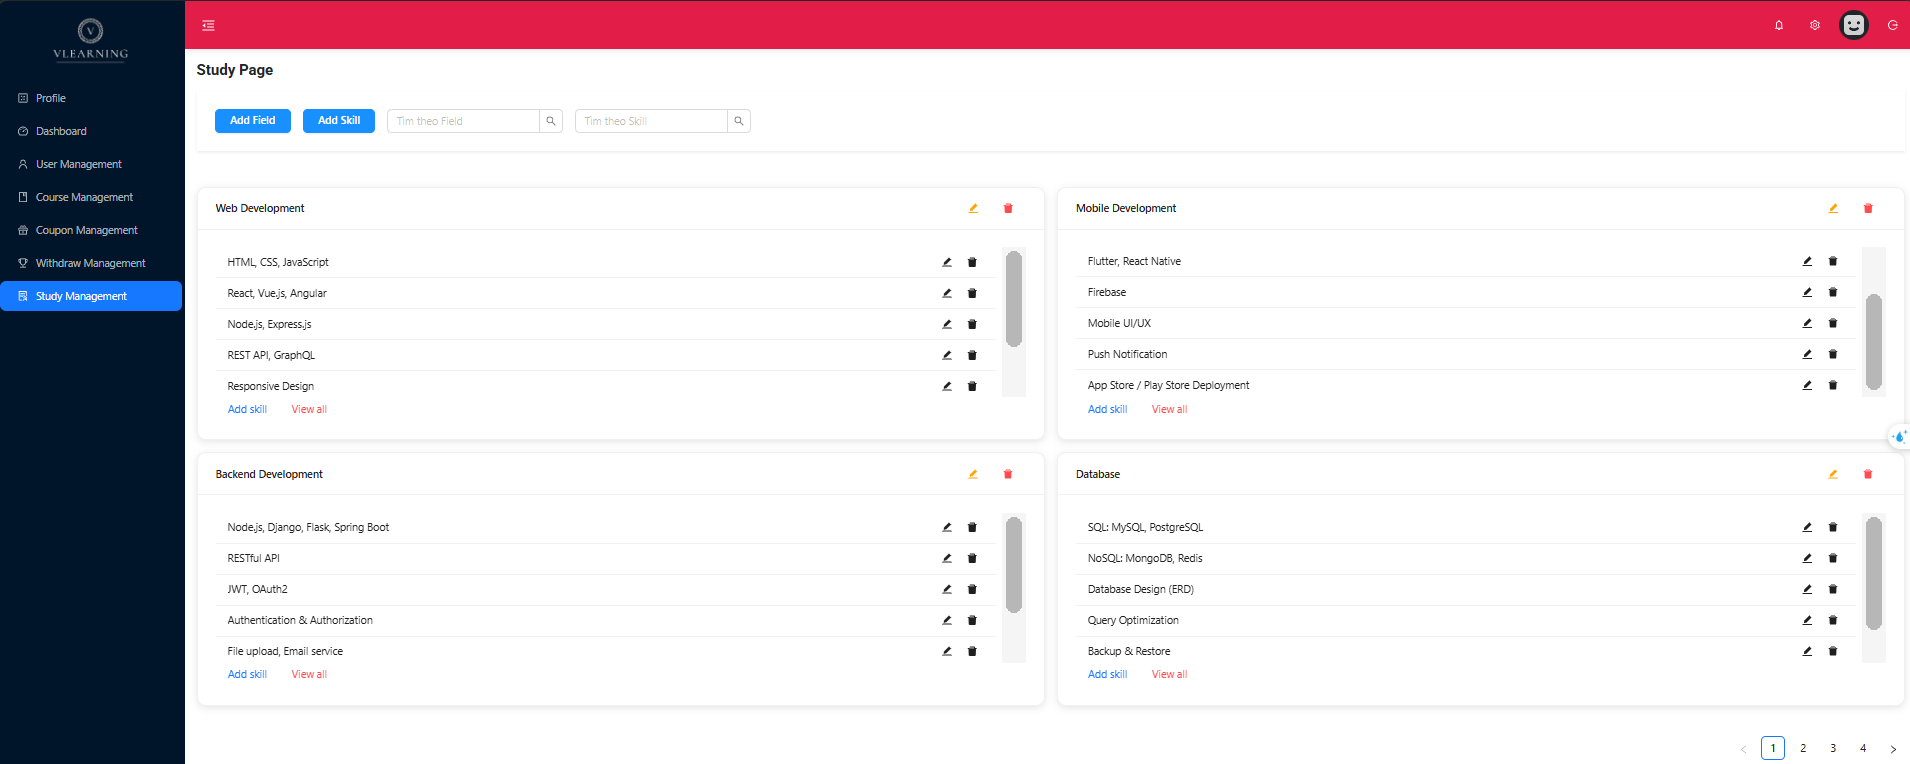 V
VLEARNING
Profile
Dashboard
User Management
Course Management
Coupon Management
Withdraw Management
Study Management
Study Page
Add Field
Add Skill
Tìm theo Field
Tìm theo Skill
Web Development
HTML, CSS, JavaScript
React, Vue.js, Angular
Node.js, Express.js
REST API, GraphQL
Responsive Design
Add skill View all
Mobile Development
Flutter, React Native
Firebase
Mobile UI/UX
Push Notification
App Store / Play Store Deployment
Add skill View all
Backend Development
Node.js, Django, Flask, Spring Boot
RESTful API
JWT, OAuth2
Authentication & Authorization
File upload, Email service
Add skill View all
Database
SQL: MySQL, PostgreSQL
NoSQL: MongoDB, Redis
Database Design (ERD)
Query Optimization
Backup & Restore
Add skill View all
< 1 2 3 4 >